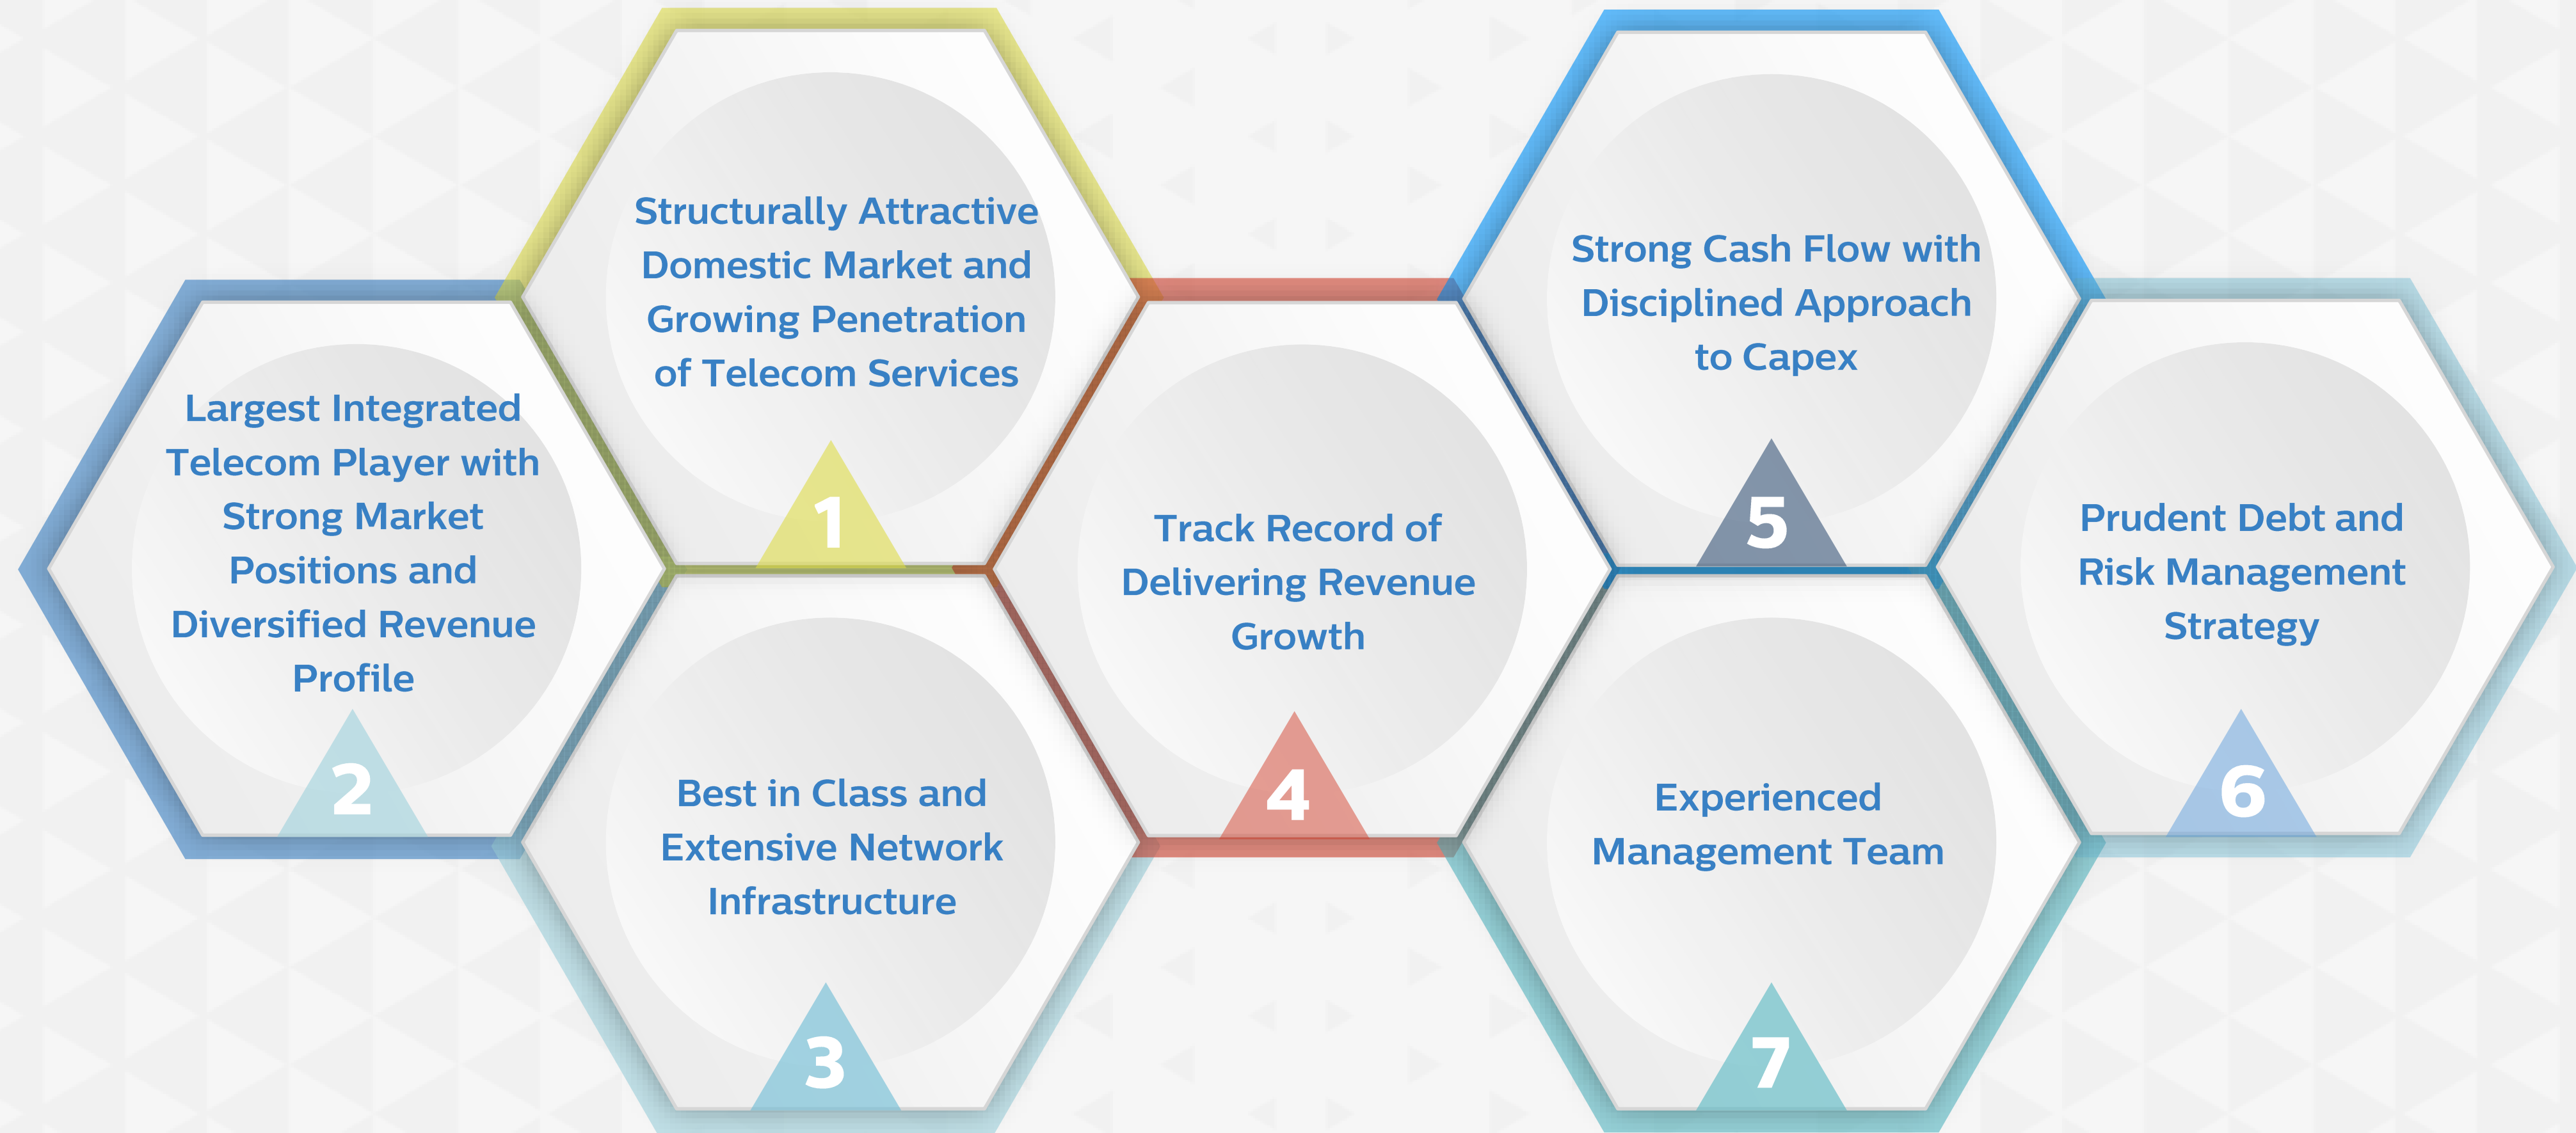 Structurally Attractive
Domestic Market and
Growing Penetration
of Telecom Services
1
Largest Integrated
Telecom Player with
Strong Market
Positions and
Diversified Revenue
Profile
2
Best in Class and
Extensive Network
Infrastructure
3
Track Record of
Delivering Revenue
Growth
4
Strong Cash Flow with
Disciplined Approach
to Capex
5
Prudent Debt and
Risk Management
Strategy
6
Experienced
Management Team
7